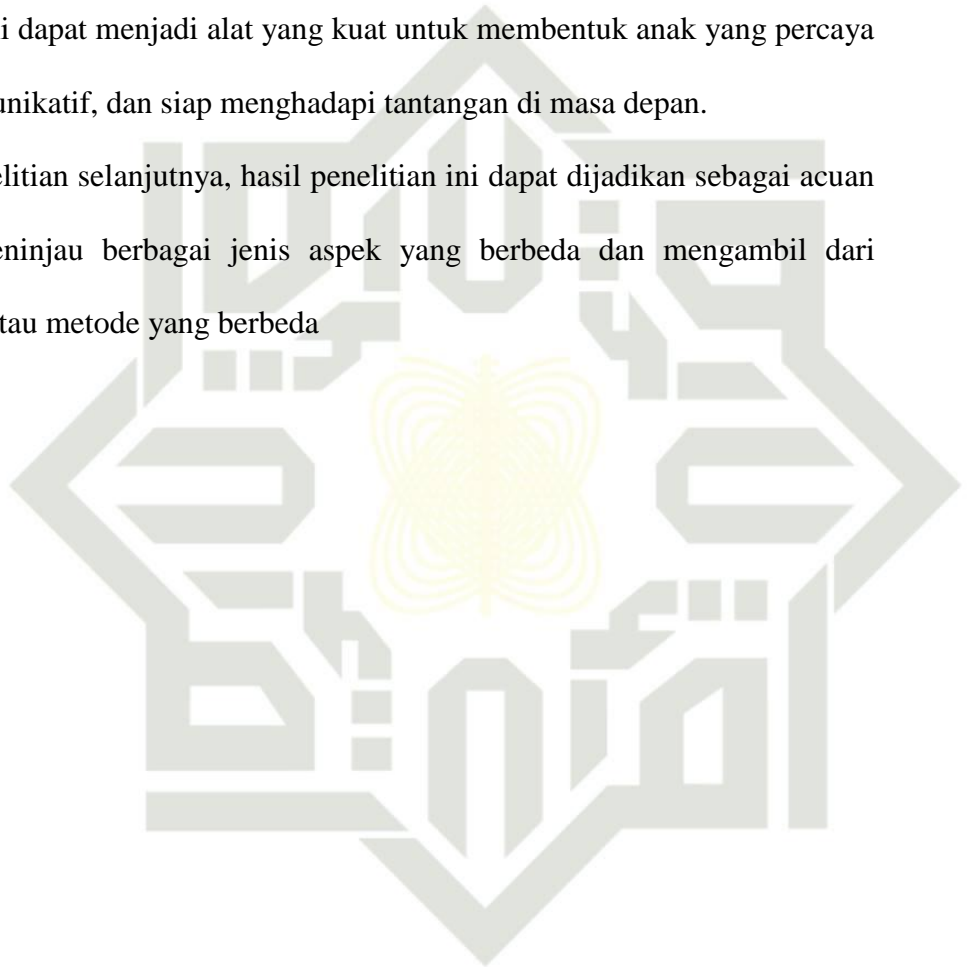 i dapat menjadi alat yang kuat untuk membentuk anak yang percaya
unikatif, dan siap menghadapi tantangan di masa depan.
elitian selanjutnya, hasil penelitian ini dapat dijadikan sebagai acuan
eninjau berbagai jenis aspek yang berbeda dan mengambil dari
tau metode yang berbeda